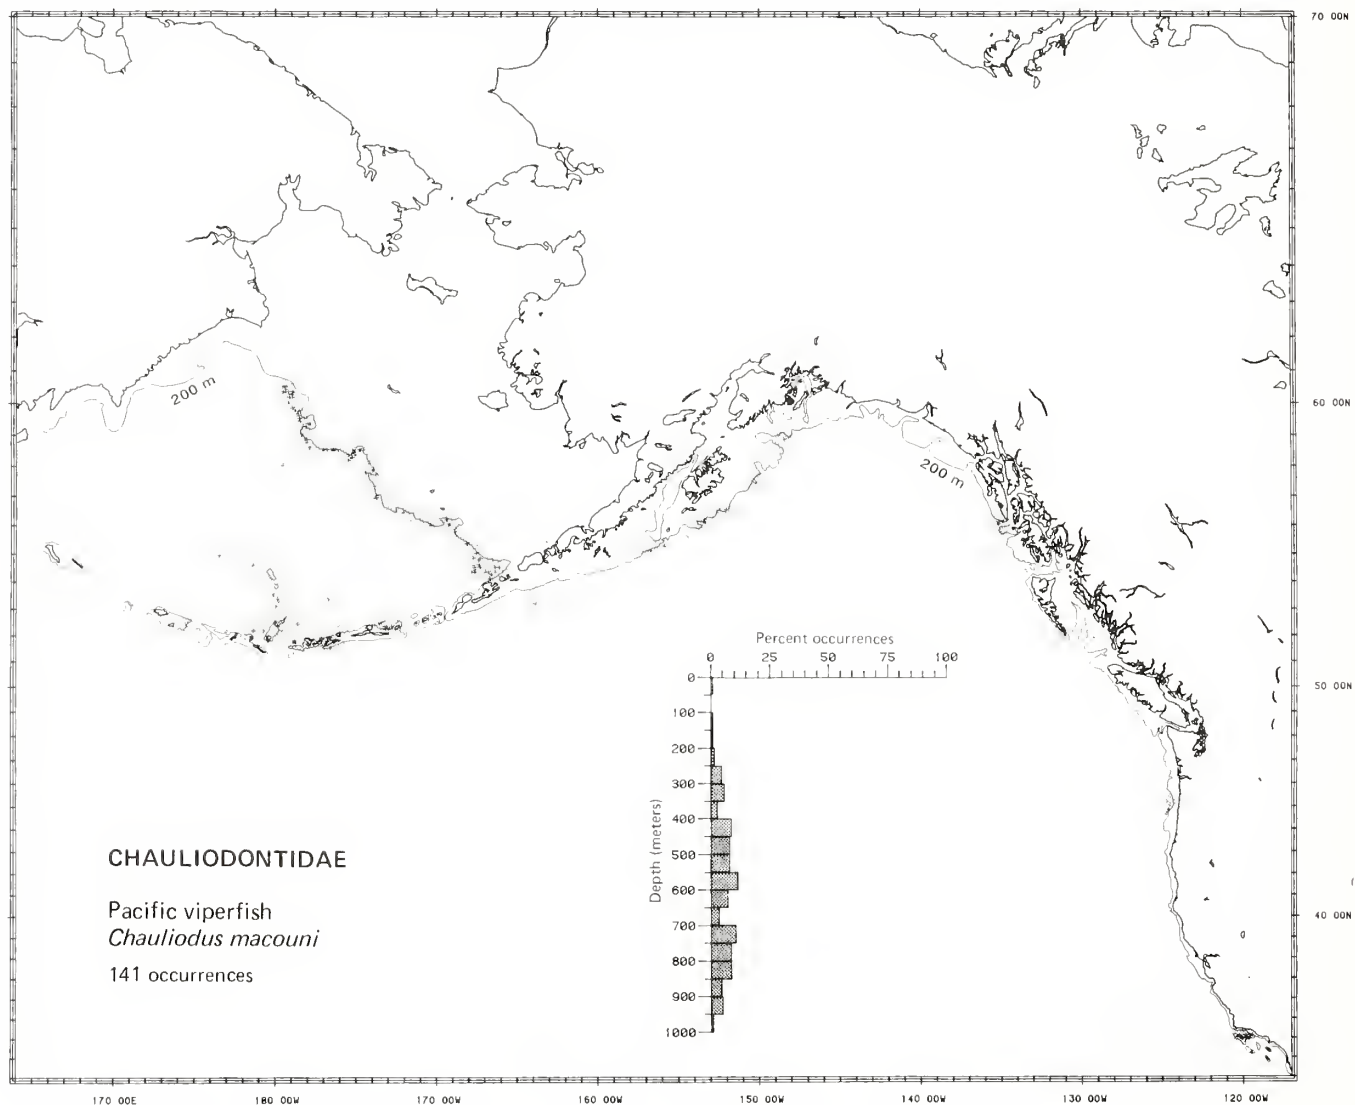 70 00N
200 m
60 00N
200 m
Percent occurrences
0 25 50 75 100
50 00N
Depth (meters)
0
100
200
300
400
500
600
700
800
900
1000
CHAULIODONTIDAE
Pacific viperfish
Chauliodus macouni
141 occurrences
40 00N
170 00E 180 00W 170 00W 160 00W 150 00W 140 00W 130 00W 120 00W